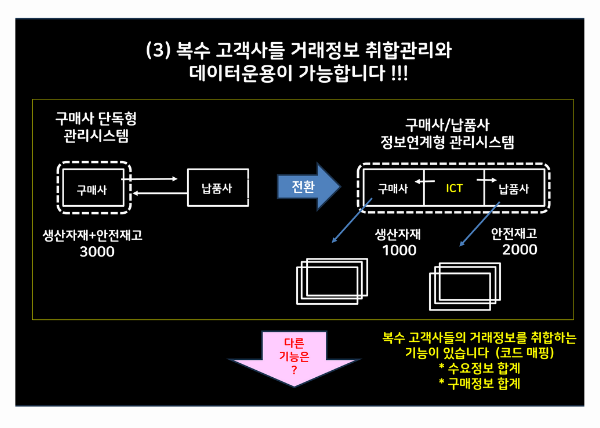 (3) 복수 고객사들 거래정보 취합관리와
데이터운용이 가능합니다 !!!
구매사 단독형
관리시스템
구매사
납품사
생산자재+안전재고
3000
전환
구매사/납품사
정보연계형 관리시스템
구매사
ICT
납품사
생산자재
1000
안전재고
2000
다른
기능은
?
복수 고객사들의 거래정보를 취합하는
기능이 있습니다 (코드 매핑)
* 수요정보 합계
* 구매정보 합계